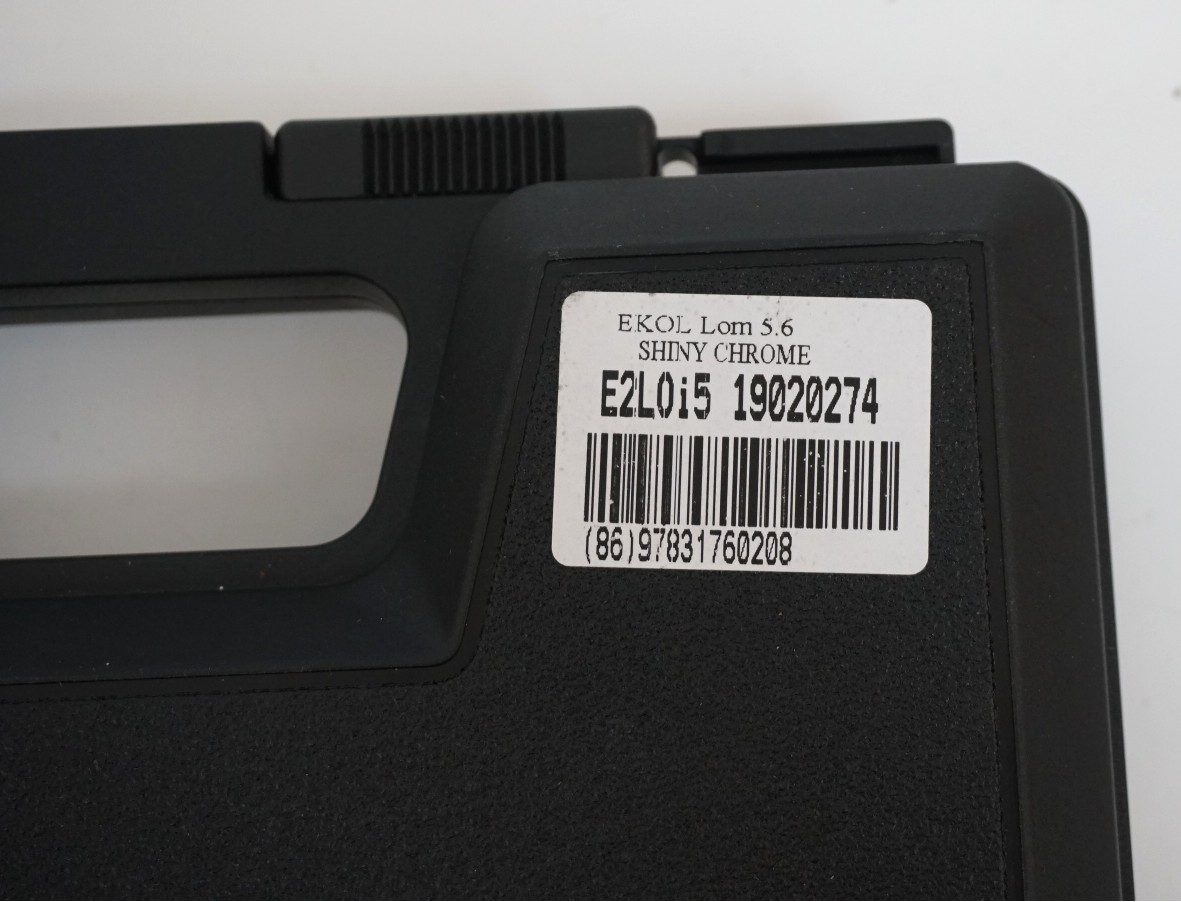 EKOL Lom 5.6
SHINY CHROME
E2L0i5 19020274
(86)97831760208